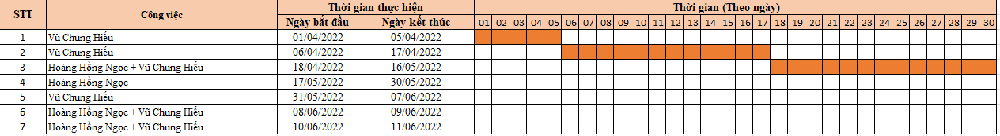 STT Công việc Thời gian thực hiện Thời gian (Theo ngày)
Ngày bắt đầu Ngày kết thúc 01 02 03 04 05 06 07 08 09 10 11 12 13 14 15 16 17 18 19 20 21 22 23 24 25 26 27 28 29 30
1 Vũ Chung Hiếu 01/04/2022 05/04/2022
2 Vũ Chung Hiếu 06/04/2022 17/04/2022
3 Hoàng Hồng Ngọc + Vũ Chung Hiếu 18/04/2022 16/05/2022
4 Hoàng Hồng Ngọc 17/05/2022 30/05/2022
5 Vũ Chung Hiếu 31/05/2022 07/06/2022
6 Hoàng Hồng Ngọc + Vũ Chung Hiếu 08/06/2022 09/06/2022
7 Hoàng Hồng Ngọc + Vũ Chung Hiếu 10/06/2022 11/06/2022